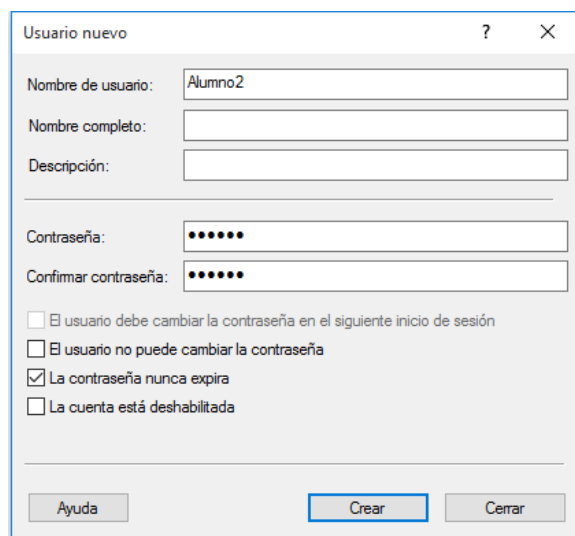 Usuario nuevo ?
Nombre de usuario: Alumno2
Nombre completo:
Descripción:
Contraseña: ●●●●●●
Confirmar contraseña: ●●●●●●
El usuario debe cambiar la contraseña en el siguiente inicio de sesión
El usuario no puede cambiar la contraseña
La contraseña nunca expira
La cuenta está deshabilitada
Ayuda Crear Cerrar